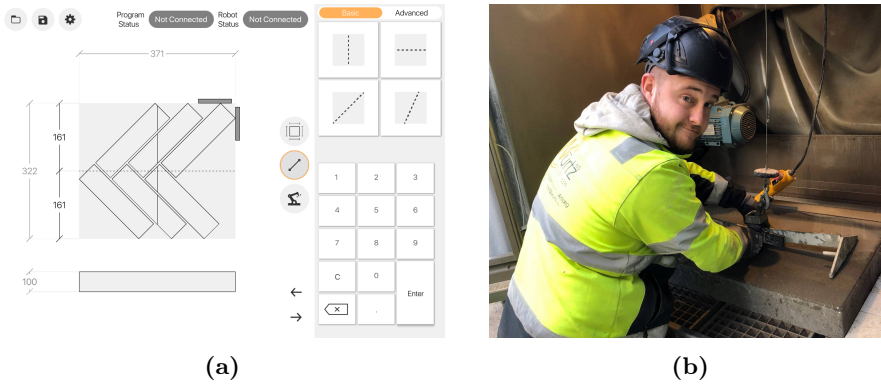 Program Status
Not Connected
Robot Status
Not Connected
Basic
Advanced
371
322
161
161
100
1 2 3
4 5 6
7 8 9
C 0 Enter
.
(a)
(b)